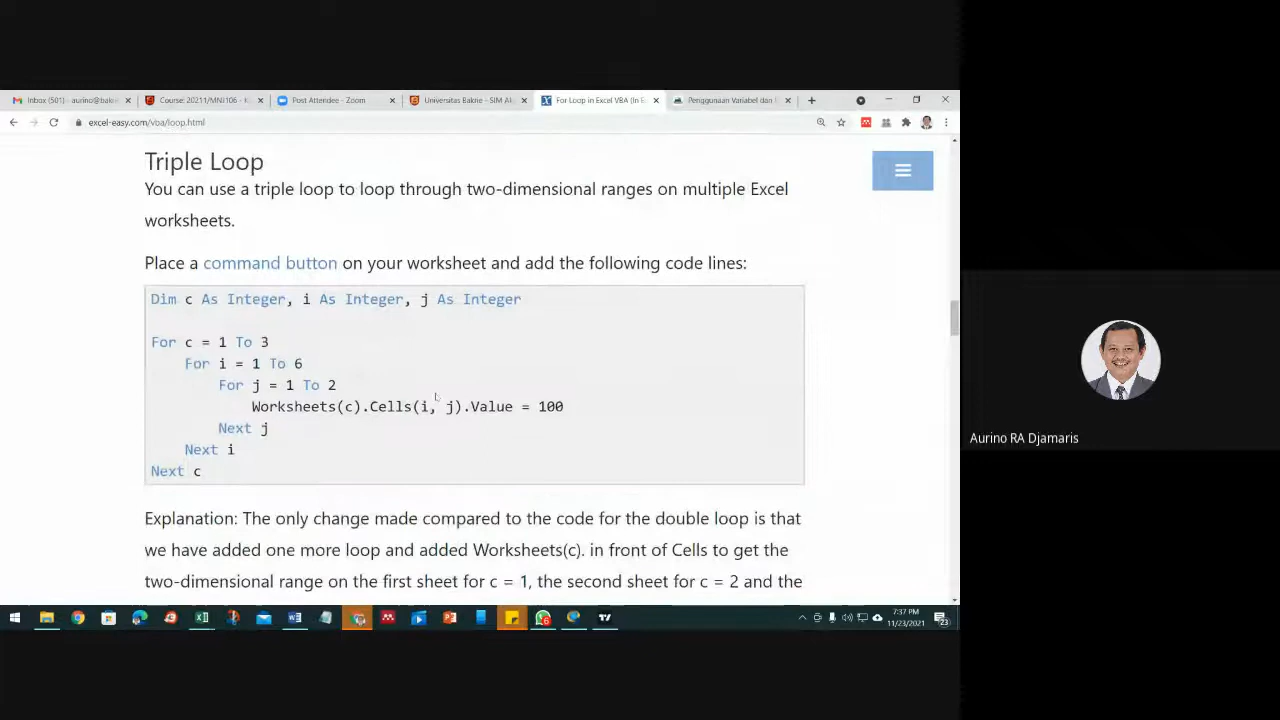 Inbox (501) - aurino@bakri
Course: 20211/MNI106 -
Post Attendee - Zoom
Universitas Bakrie - SIM Ak
For Loop in Excel VBA (In E
Penggunaan Variabel dan
excel-easy.com/vba/loop.html
Triple Loop
You can use a triple loop to loop through two-dimensional ranges on multiple Excel
worksheets.
Place a command button on your worksheet and add the following code lines:
Dim c As Integer, i As Integer, j As Integer
For c = 1 To 3
For i = 1 To 6
For j = 1 To 2
Worksheets(c).Cells(i, j).Value = 100
Next j
Next i
Next c
Explanation: The only change made compared to the code for the double loop is that
we have added one more loop and added Worksheets(c). in front of Cells to get the
two-dimensional range on the first sheet for c = 1, the second sheet for c = 2 and the
7:37 PM
11/23/2021
23
Aurino RA Djamaris